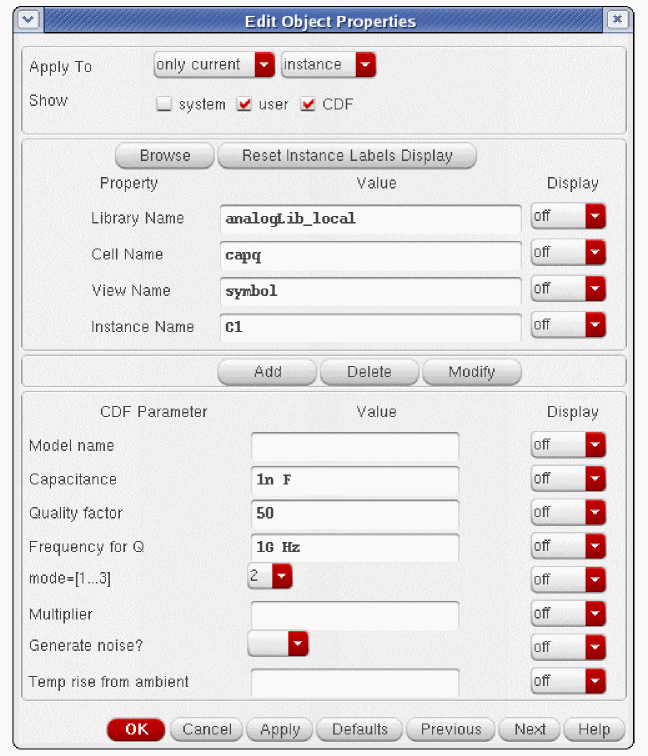 Edit Object Properties
Apply To only current instance
Show system user CDF
Browse Reset Instance Labels Display
Property Value Display
Library Name analogLib_local off
Cell Name capq off
View Name symbol off
Instance Name C1 off
Add Delete Modify
CDF Parameter Value Display
Model name off
Capacitance 1n F off
Quality factor 50 off
Frequency for Q 1G Hz off
mode=[1...3] 2 off
Multiplier off
Generate noise? off
Temp rise from ambient off
OK Cancel Apply Defaults Previous Next Help